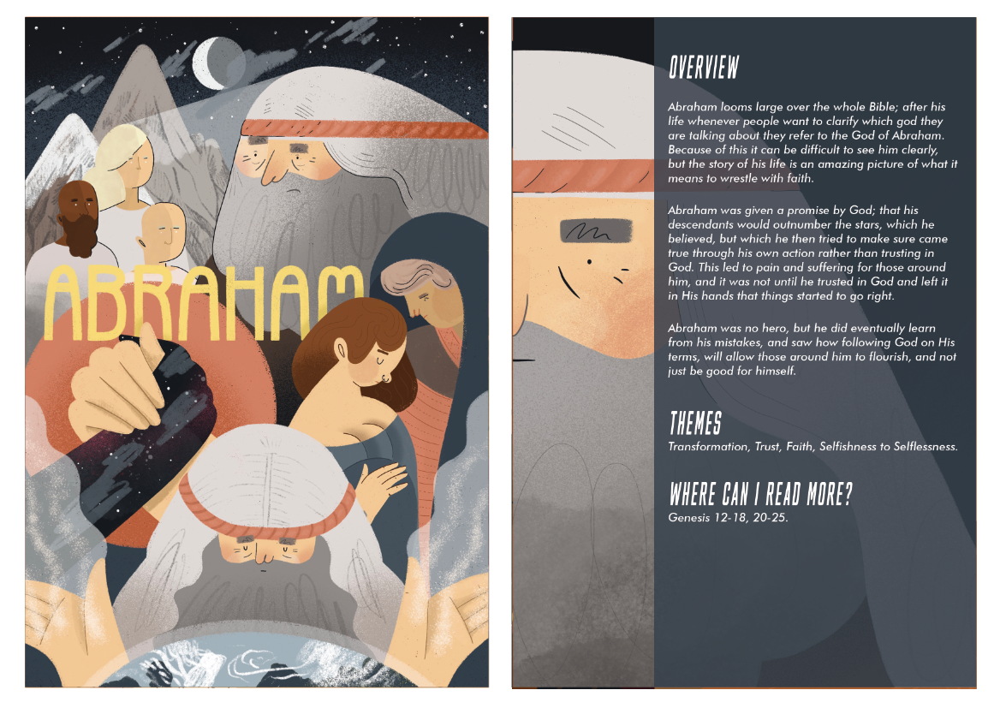 ABRAHAM
OVERVIEW
Abraham looms large over the whole Bible; after his
life whenever people want to clarify which god they
are talking about they refer to the God of Abraham.
Because of this it can be difficult to see him clearly,
but the story of his life is an amazing picture of what it
means to wrestle with faith.
Abraham was given a promise by God; that his
descendants would outnumber the stars, which he
believed, but which he then tried to make sure came
true through his own action rather than trusting in
God. This led to pain and suffering for those around
him, and it was not until he trusted in God and left it
in His hands that things started to go right.
Abraham was no hero, but he did eventually learn
from his mistakes, and saw how following God on His
terms, will allow those around him to flourish, and not
just be good for himself.
THEMES
Transformation, Trust, Faith, Selfishness to Selflessness.
WHERE CAN I READ MORE?
Genesis 12-18, 20-25.